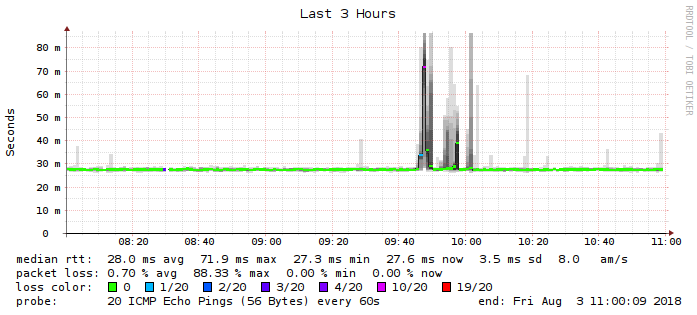 Last 3 Hours
RRDTOOL / TOBI OETIKER
Seconds
80 m
70 m
60 m
50 m
40 m
30 m
20 m
10 m
0
08:20 08:40 09:00 09:20 09:40 10:00 10:20 10:40 11:00
median rtt: 28.0 ms avg 71.9 ms max 27.3 ms min 27.6 ms now 3.5 ms sd 8.0 am/s
packet loss: 0.70 % avg 88.33 % max 0.00 % min 0.00 % now
loss color: 0 1/20 2/20 3/20 4/20 10/20 19/20
probe: 20 ICMP Echo Pings (56 Bytes) every 60s end: Fri Aug 3 11:00:09 2018